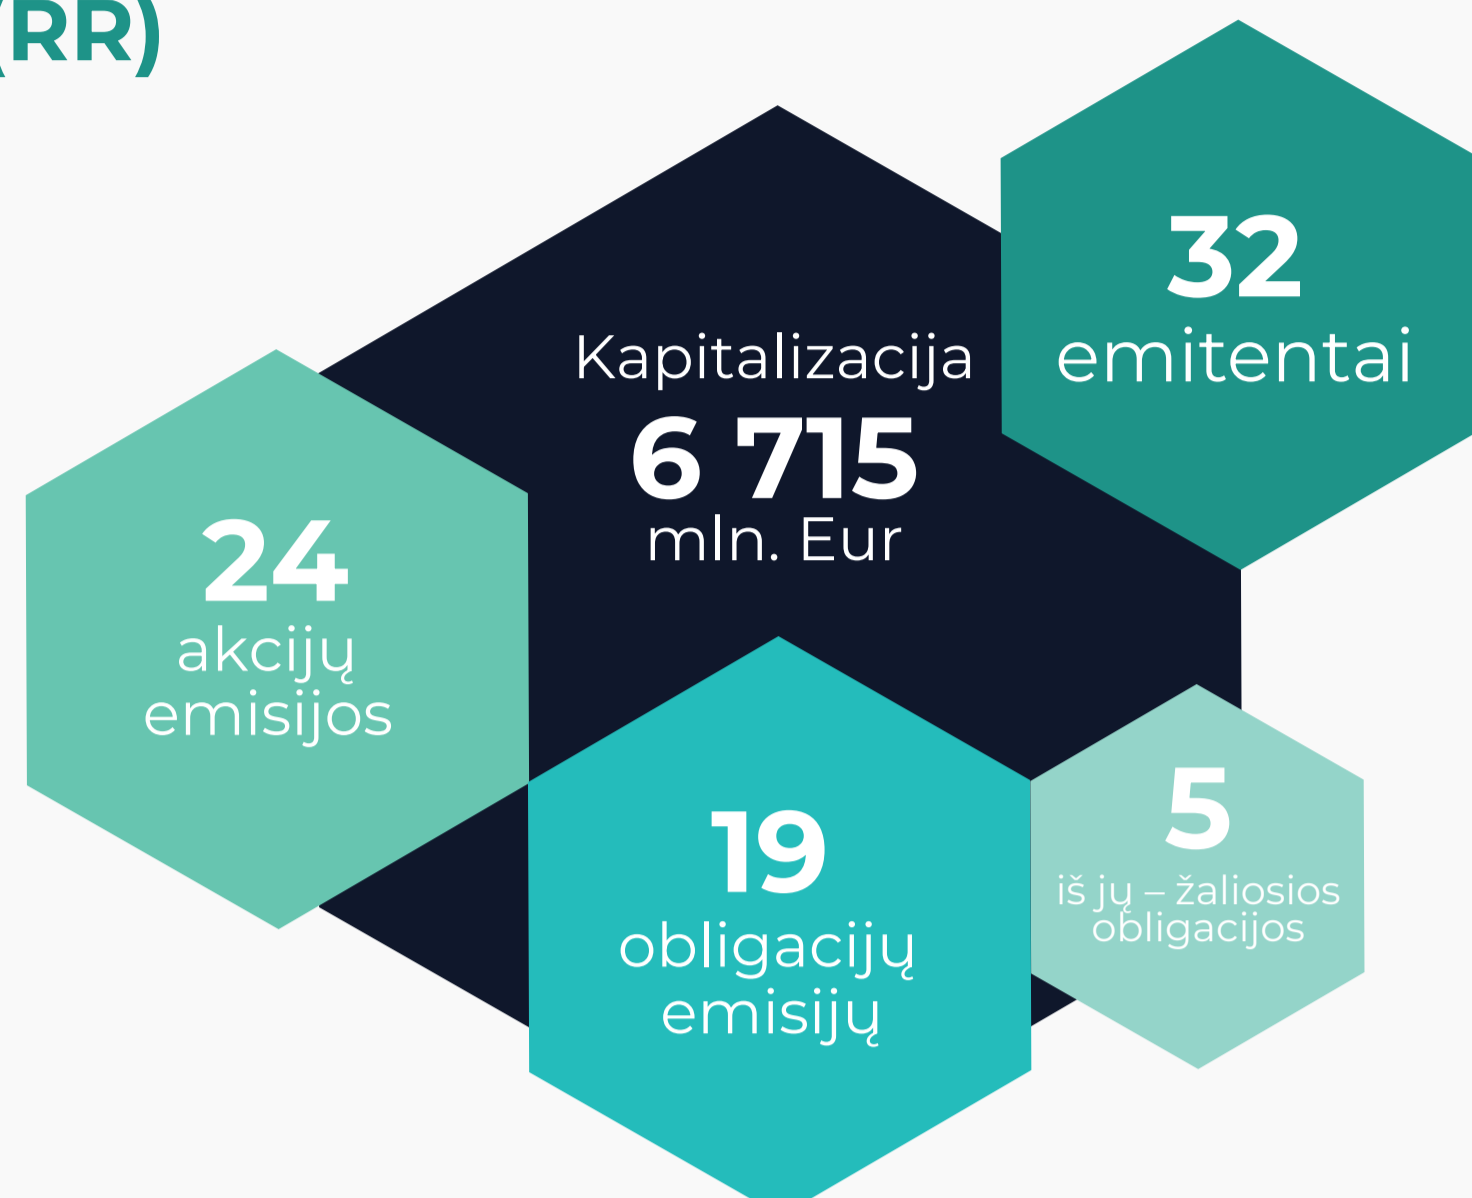 (RR)
32
emitentai
Kapitalizacija
6 715
mln. Eur
24
akcijų
emisijos
19
obligacijų
emisijų
5
iš jų – žaliosios
obligacijos